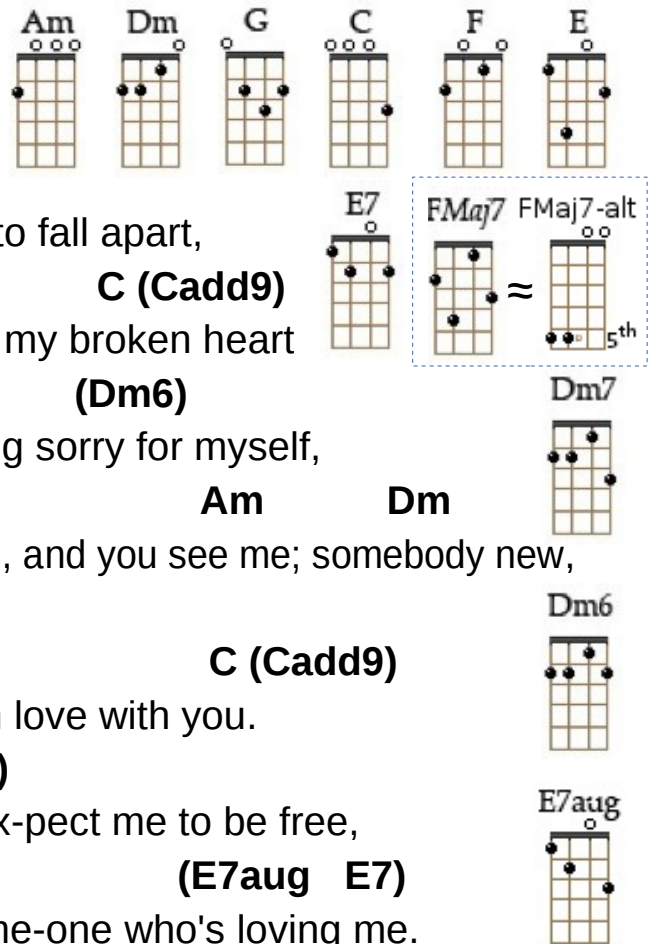 Am Dm G C F E
E7 FMaj7 FMaj7-alt
to fall apart,
C (Cadd9)
my broken heart
≈
5th
(Dm6)
Dm7
g sorry for myself,
Am Dm
, and you see me; somebody new,
Dm6
C (Cadd9)
love with you.
)
x-pect me to be free,
E7aug
(E7aug E7)
me-one who's loving me.